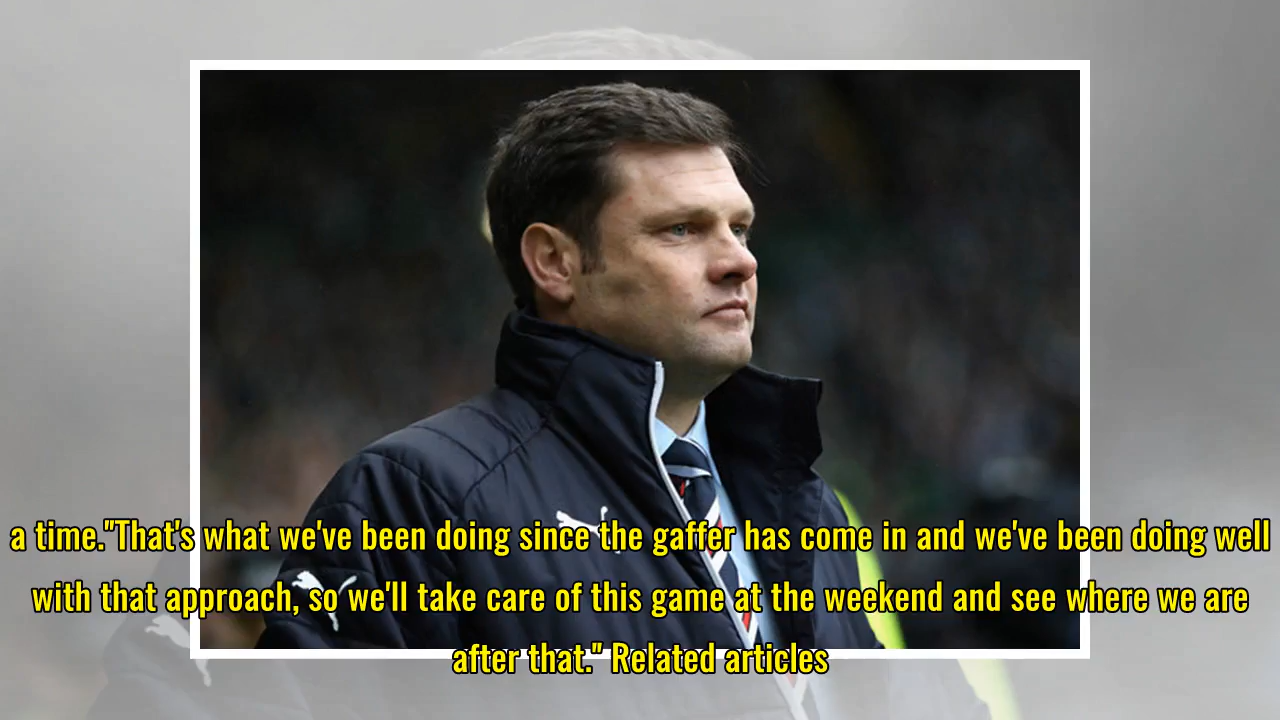 a time."That's what we've been doing since the gaffer has come in and we've been doing well
with that approach, so we'll take care of this game at the weekend and see where we are
after that." Related articles